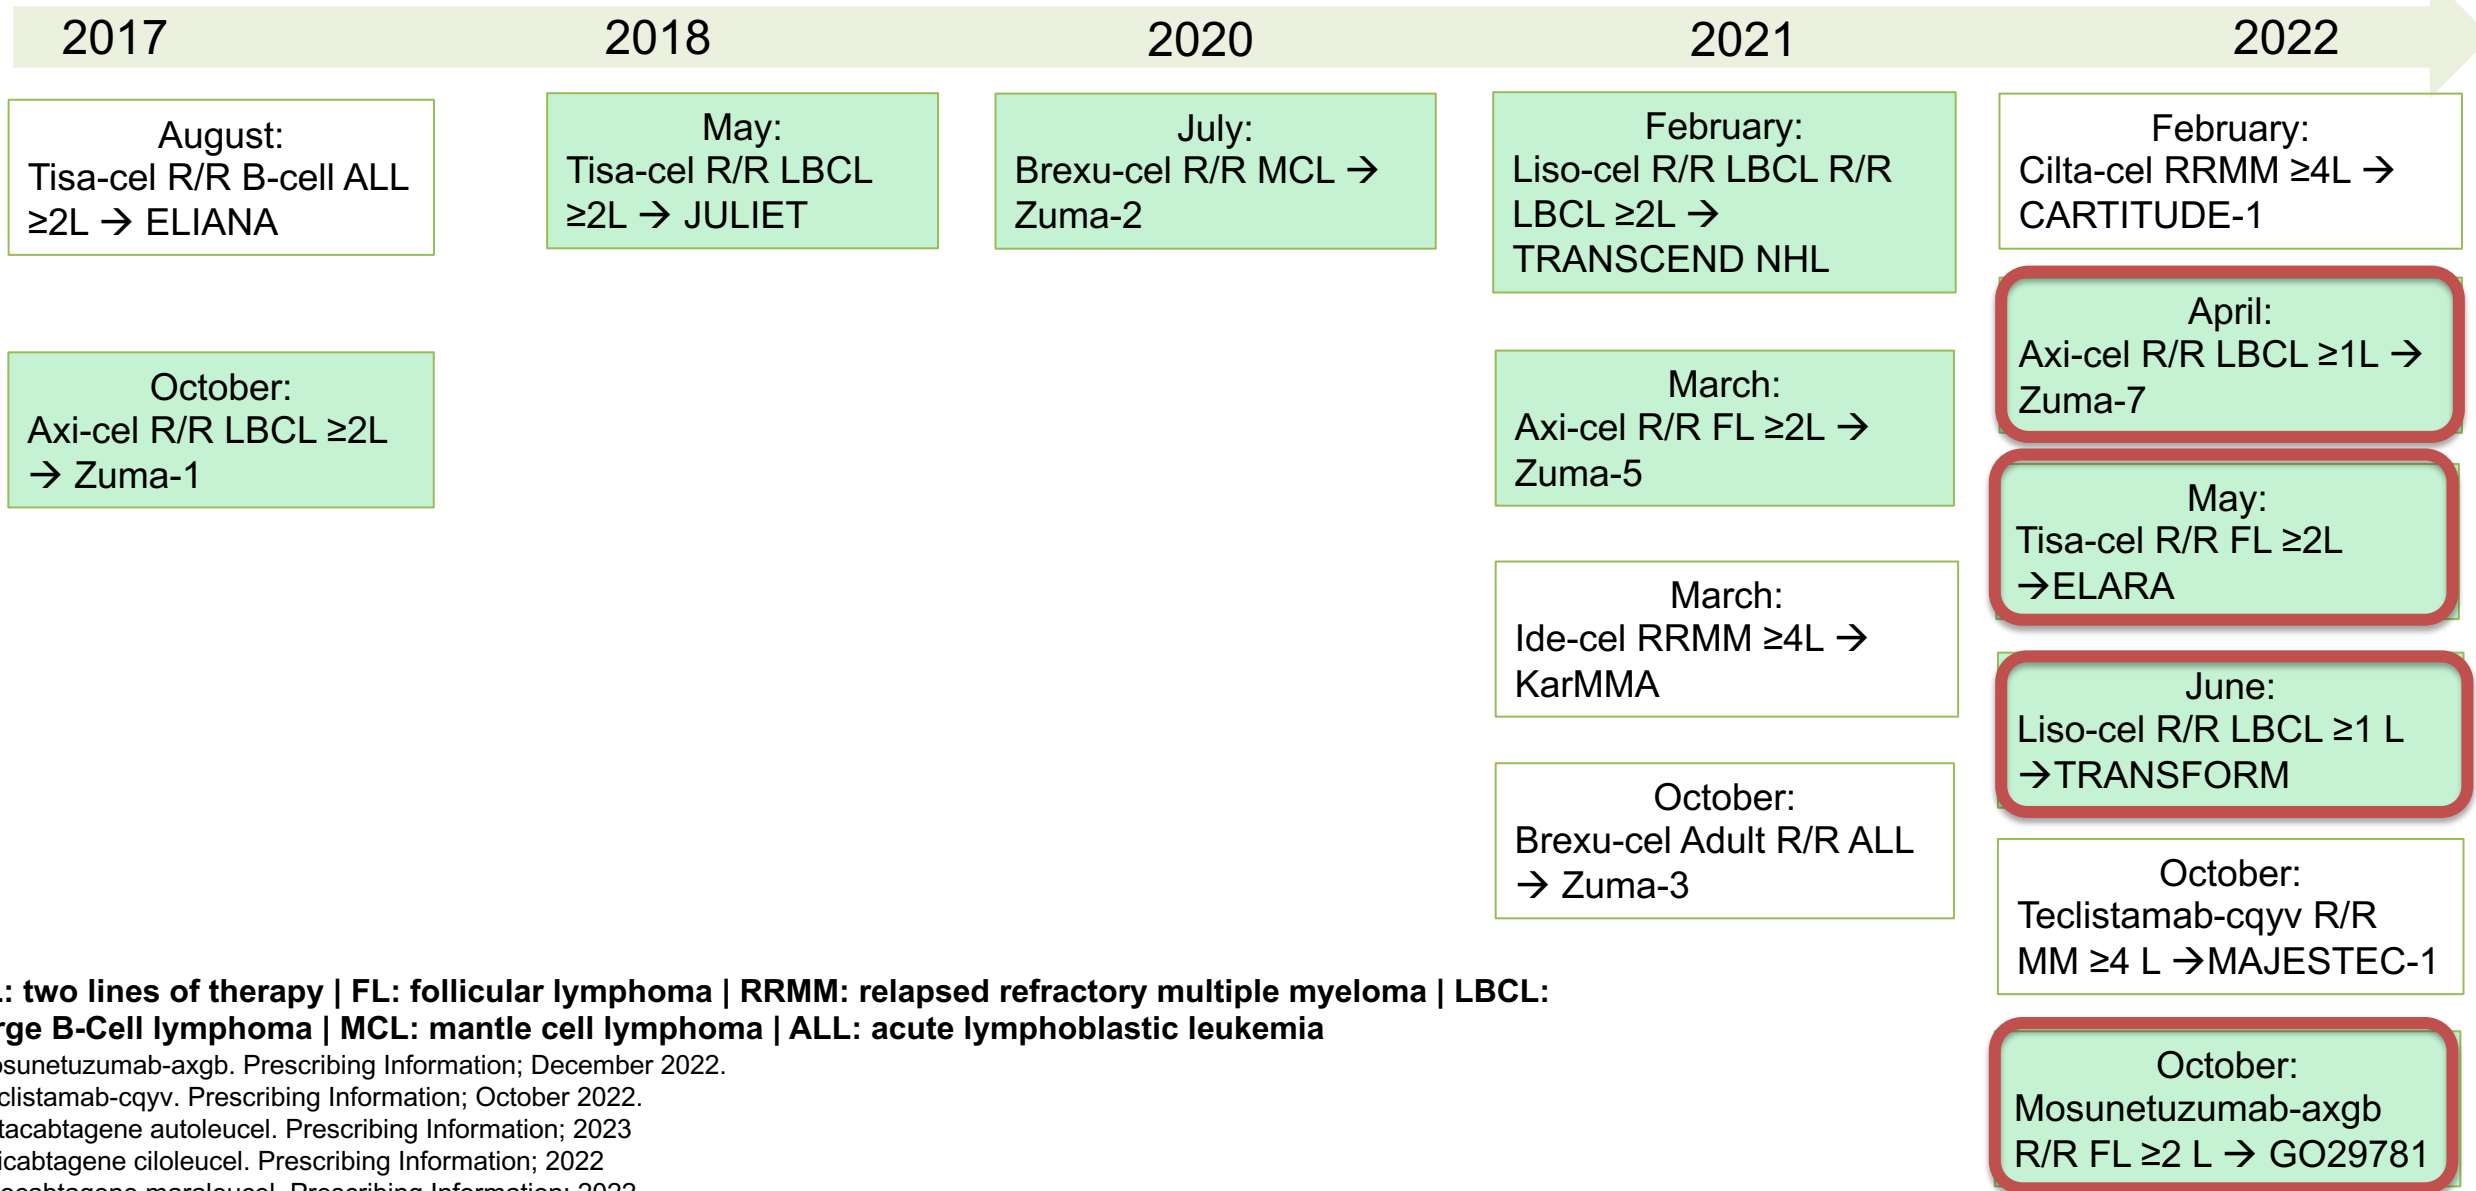 2017
2018
2020
2021
2022
August:
Tisa-cel R/R B-cell ALL
≥2L → ELIANA
October:
Axi-cel R/R LBCL ≥2L
→ Zuma-1
May:
Tisa-cel R/R LBCL
≥2L → JULIET
July:
Brexu-cel R/R MCL →
Zuma-2
February:
Liso-cel R/R LBCL R/R
LBCL ≥2L →
TRANSCEND NHL
March:
Axi-cel R/R FL ≥2L →
Zuma-5
March:
Ide-cel RRMM ≥4L →
KarMMA
October:
Brexu-cel Adult R/R ALL
→ Zuma-3
February:
Cilta-cel RRMM ≥4L →
CARTITUDE-1
April:
Axi-cel R/R LBCL ≥1L →
Zuma-7
May:
Tisa-cel R/R FL ≥2L
→ELARA
June:
Liso-cel R/R LBCL ≥1 L
→TRANSFORM
October:
Teclistamab-cqyv R/R
MM ≥4 L →MAJESTEC-1
October:
Mosunetuzumab-axgb
R/R FL ≥2 L → GO29781
: two lines of therapy | FL: follicular lymphoma | RRMM: relapsed refractory multiple myeloma | LBCL:
rge B-Cell lymphoma | MCL: mantle cell lymphoma | ALL: acute lymphoblastic leukemia
osunetuzumab-axgb. Prescribing Information; December 2022.
clistamab-cqyv. Prescribing Information; October 2022.
tacabtagene autoleucel. Prescribing Information; 2023
icabtagene ciloleucel. Prescribing Information; 2022
ocabtagene maraleucel. Prescribing Information; 2022